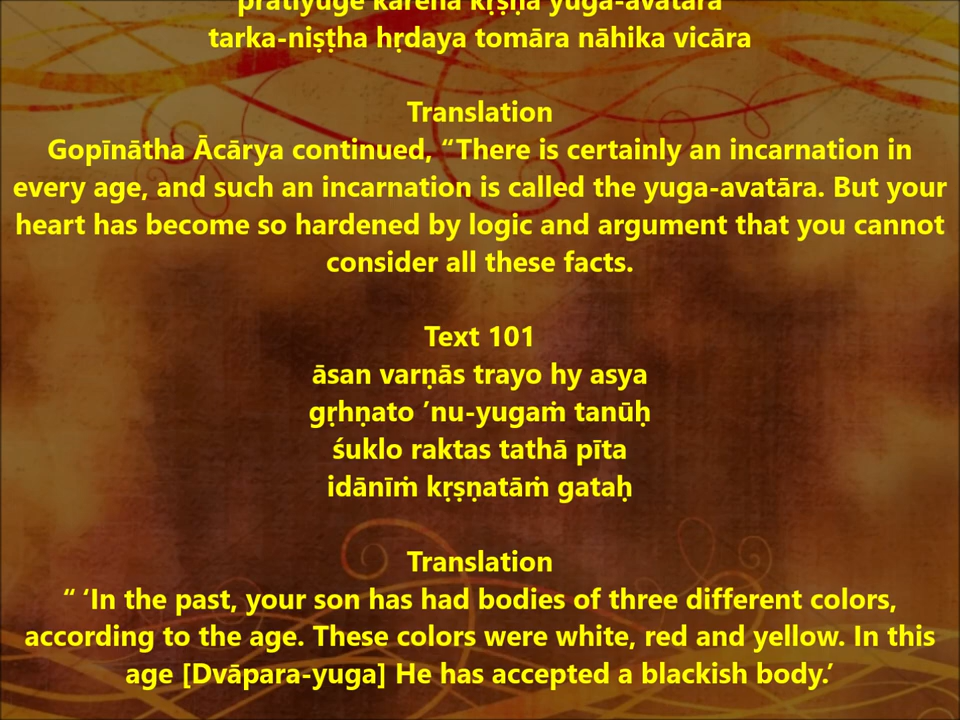 pratiyuge karena kṛṣṇa yuga-avatāra
tarka-niṣṭha hṛdaya tomāra nāhika vicāra
Translation
Gopīnātha Ācārya continued, “There is certainly an incarnation in
every age, and such an incarnation is called the yuga-avatāra. But your
heart has become so hardened by logic and argument that you cannot
consider all these facts.
Text 101
āsan varṇās trayo hy asya
gṛhṇato ’nu-yugaṁ tanūḥ
śuklo raktas tathā pīta
idānīṁ kṛṣṇatāṁ gataḥ
Translation
“ ‘In the past, your son has had bodies of three different colors,
according to the age. These colors were white, red and yellow. In this
age [Dvāpara-yuga] He has accepted a blackish body.’